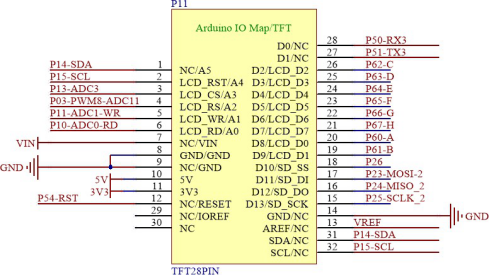 P11
Arduino IO Map/TFT
P14-SDA 1 NC/A5
P15-SCL 2 LCD_RST/A4
P13-ADC3 3 LCD_CS/A3
P03-PWM8-ADC11 4 LCD_RS/A2
P11-ADC1-WR 5 LCD_WR/A1
P10-ADC0-RD 6 LCD_RD/A0
VIN 7 NC/VIN
8 GND/GND
GND 9 NC/GND
5V 10 5V
3V3 11 3V3
P54-RST 12 NC/RESET
29 NC/IOREF
30 NC
D0/NC 28 P50-RX3
D1/NC 27 P51-TX3
D2/LCD_D2 26 P62-C
D3/LCD_D3 25 P63-D
D4/LCD_D4 24 P64-E
D5/LCD_D5 23 P65-F
D6/LCD_D6 22 P66-G
D7/LCD_D7 21 P67-H
D8/LCD_D0 20 P60-A
D9/LCD_D1 19 P61-B
D10/SD_SS 18 P26
D11/SD_DI 17 P23-MOSI-2
D12/SD_DO 16 P24-MISO_2
D13/SD_SCK 15 P25-SCLK_2
GND/NC 14 GND
AREF/NC 13 VREF
SDA/NC 31 P14-SDA
SCL/NC 32 P15-SCL
TFT28PIN